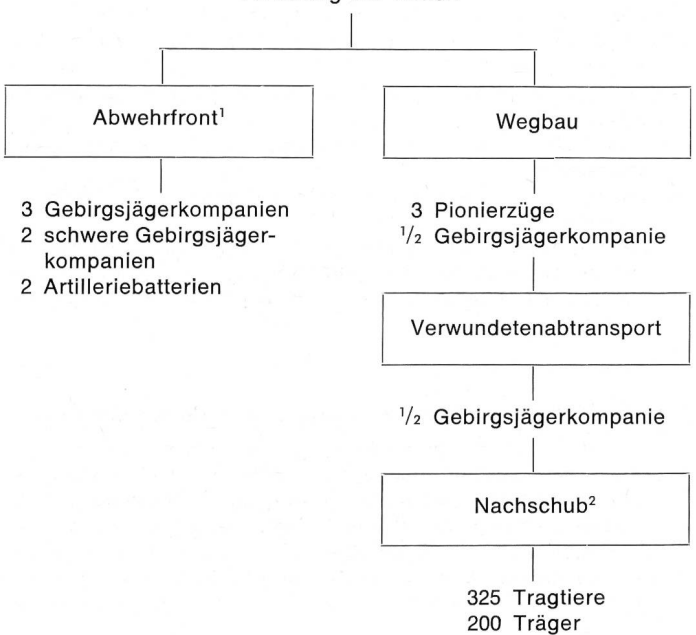 Abwehrfront¹
3 Gebirgsjägerkompanien
2 schwere Gebirgsjäger-
kompanien
2 Artilleriebatterien
Wegbau
3 Pionierzüge
1/2 Gebirgsjägerkompanie
Verwundetenabtransport
1/2 Gebirgsjägerkompanie
Nachschub²
325 Tragtiere
200 Träger